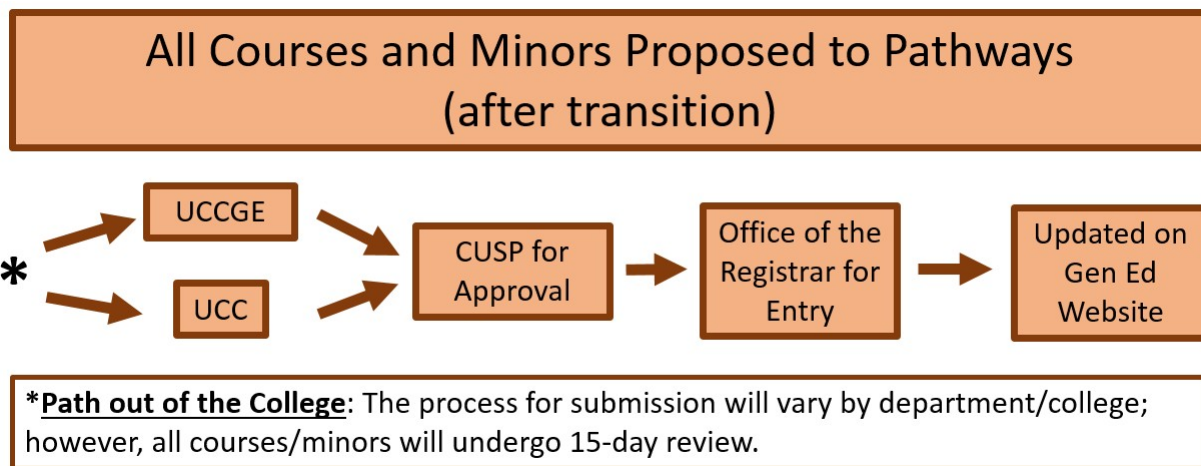 All Courses and Minors Proposed to Pathways
(after transition)
*
UCCGE
UCC
CUSP for
Approval
Office of the
Registrar for
Entry
Updated on
Gen Ed
Website
*Path out of the College: The process for submission will vary by department/college;
however, all courses/minors will undergo 15-day review.